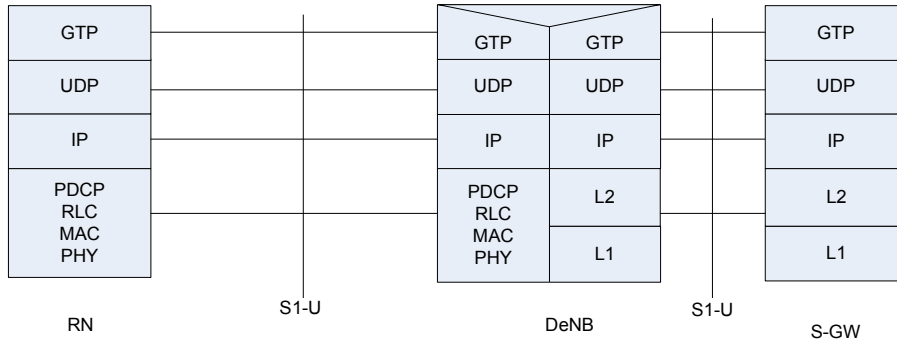 GTP
UDP
IP
PDCP
RLC
MAC
PHY
RN
S1-U
GTP
GTP
UDP
UDP
IP
IP
PDCP
RLC
MAC
PHY
L2
L1
DeNB
S1-U
GTP
UDP
IP
L2
L1
S-GW